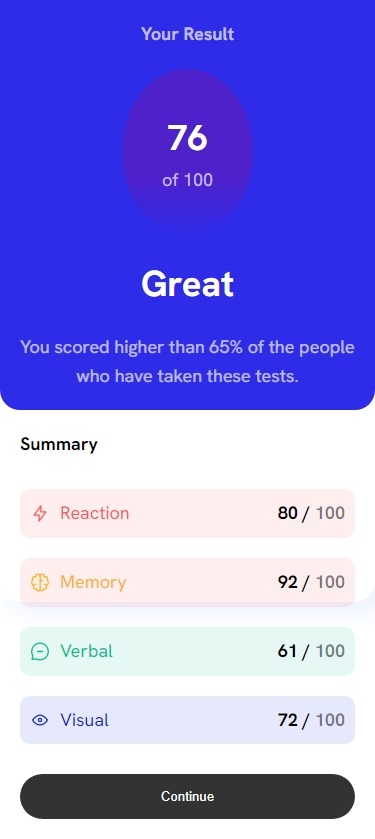 Your Result
76
of 100
Great
You scored higher than 65% of the people
who have taken these tests.
Summary
Reaction 80 / 100
Memory 92 / 100
Verbal 61 / 100
Visual 72 / 100
Continue